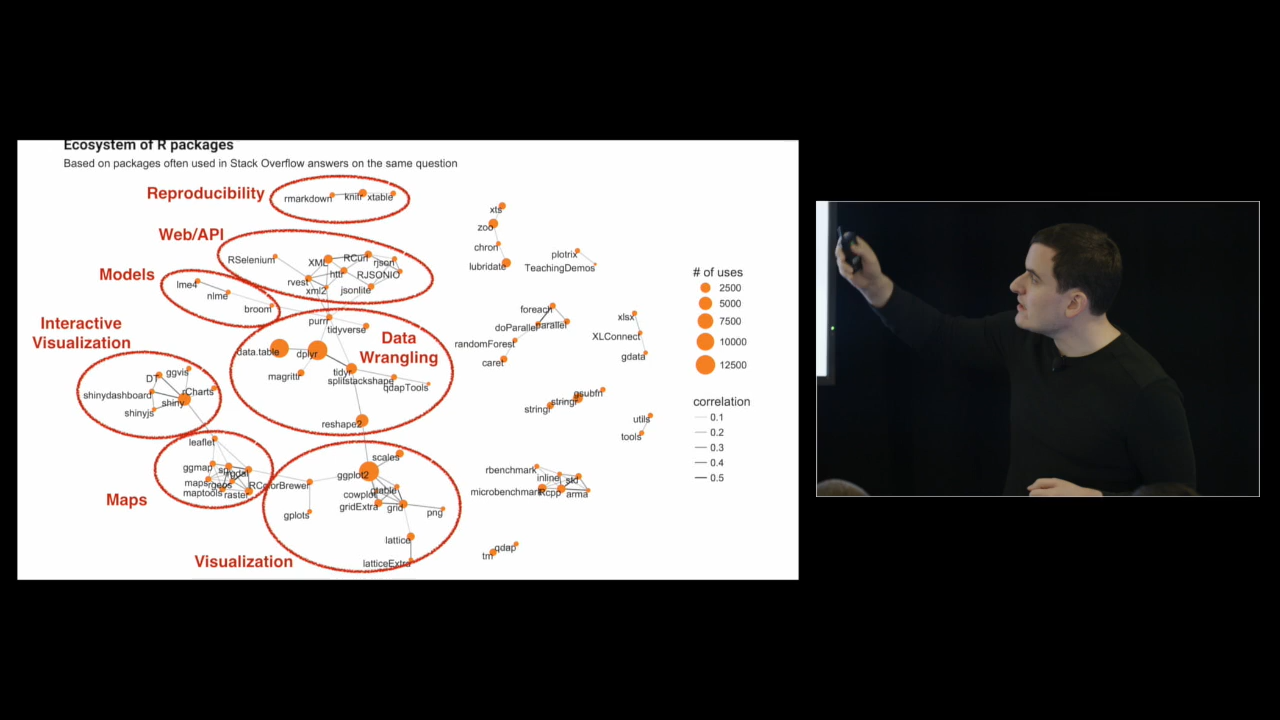 Ecosystem of R packages
Based on packages often used in Stack Overflow answers on the same question
Reproducibility
rmarkdown
knitr
xtable
Web/API
RSelenium
XML
RCurl
rjson
httr
RJSONIO
rvest
xml2
jsonlite
Models
lme4
nlme
broom
Interactive
Visualization
DT
ggvis
shinydashboard
rCharts
shiny
shinyjs
purrr
tidyverse
Data
Wrangling
data.table
dplyr
magrittr
tidyr
splitstackshape
qdapTools
reshape2
leaflet
ggmap
sp
rgdal
maps
rgeos
maptools
raster
RColorBrewer
Maps
scales
ggplot2
gtable
cowplot
gridExtra
grid
png
gplots
lattice
latticeExtra
Visualization
xts
zoo
chron
lubridate
plotrix
TeachingDemos
foreach
doParallel
parallel
randomForest
caret
xlsx
XLConnect
gdata
gsubfn
stringr
stringi
utils
tools
rbenchmark
inline
std
microbenchmark
Rcpp
arma
qdap
tm
# of uses
2500
5000
7500
10000
12500
correlation
0.1
0.2
0.3
0.4
0.5